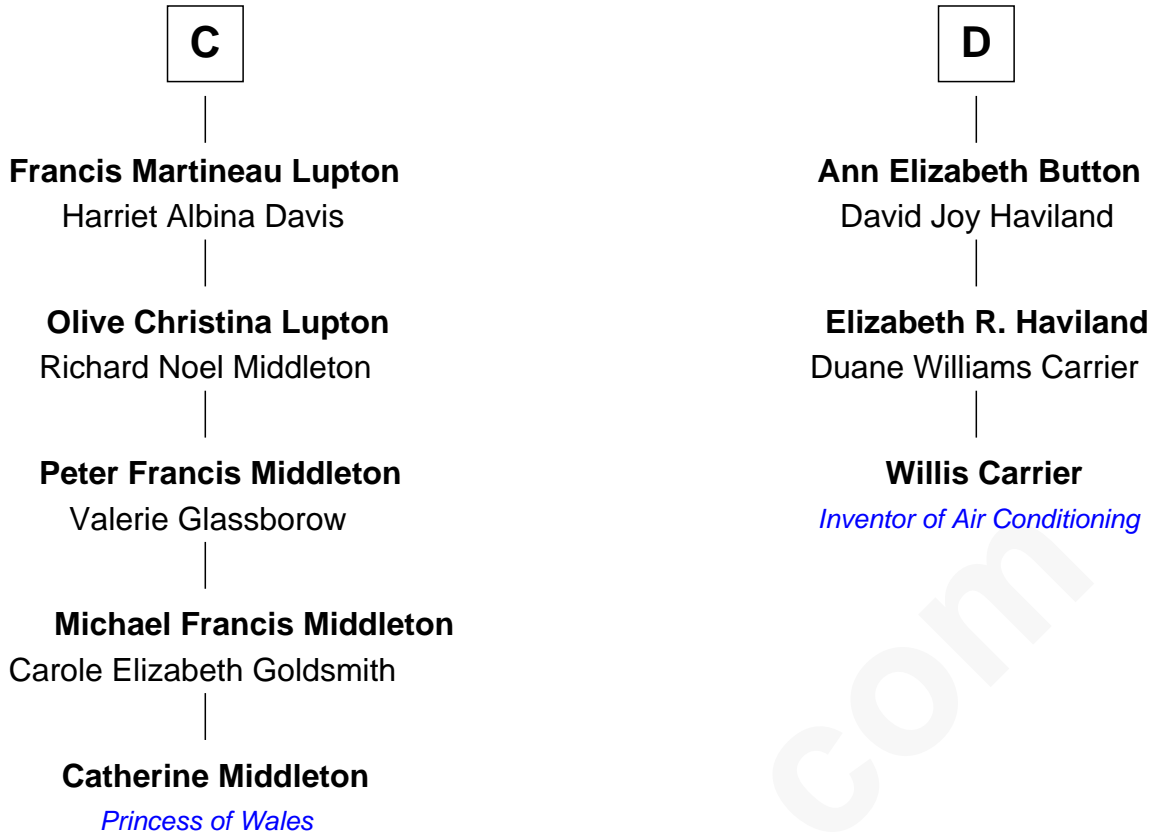 C
Francis Martineau Lupton
Harriet Albina Davis
Olive Christina Lupton
Richard Noel Middleton
Peter Francis Middleton
Valerie Glassborow
Michael Francis Middleton
Carole Elizabeth Goldsmith
Catherine Middleton
Princess of Wales
D
Ann Elizabeth Button
David Joy Haviland
Elizabeth R. Haviland
Duane Williams Carrier
Willis Carrier
Inventor of Air Conditioning
com